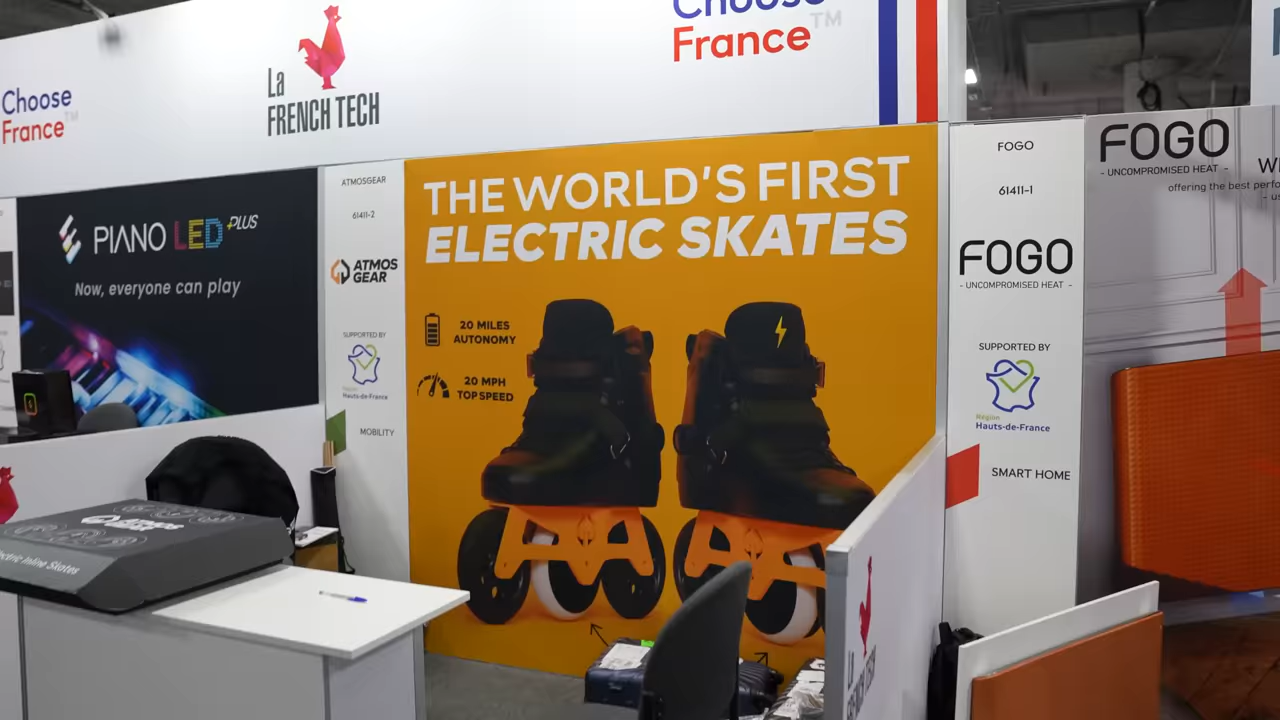 Choose
France™
La
FRENCH TECH
Choose
France™
PIANO LED PLUS
Now, everyone can play
ATMOSGEAR
61411-2
ATMOS
GEAR
SUPPORTED BY
Région
Hauts-de-France
MOBILITY
THE WORLD'S FIRST
ELECTRIC SKATES
20 MILES
AUTONOMY
20 MPH
TOP SPEED
FOGO
61411-1
FOGO
- UNCOMPROMISED HEAT -
SUPPORTED BY
Région
Hauts-de-France
SMART HOME
FOGO
- UNCOMPROMISED HEAT -
offering the best
Electric Inline Skates
La
FRENCH TECH